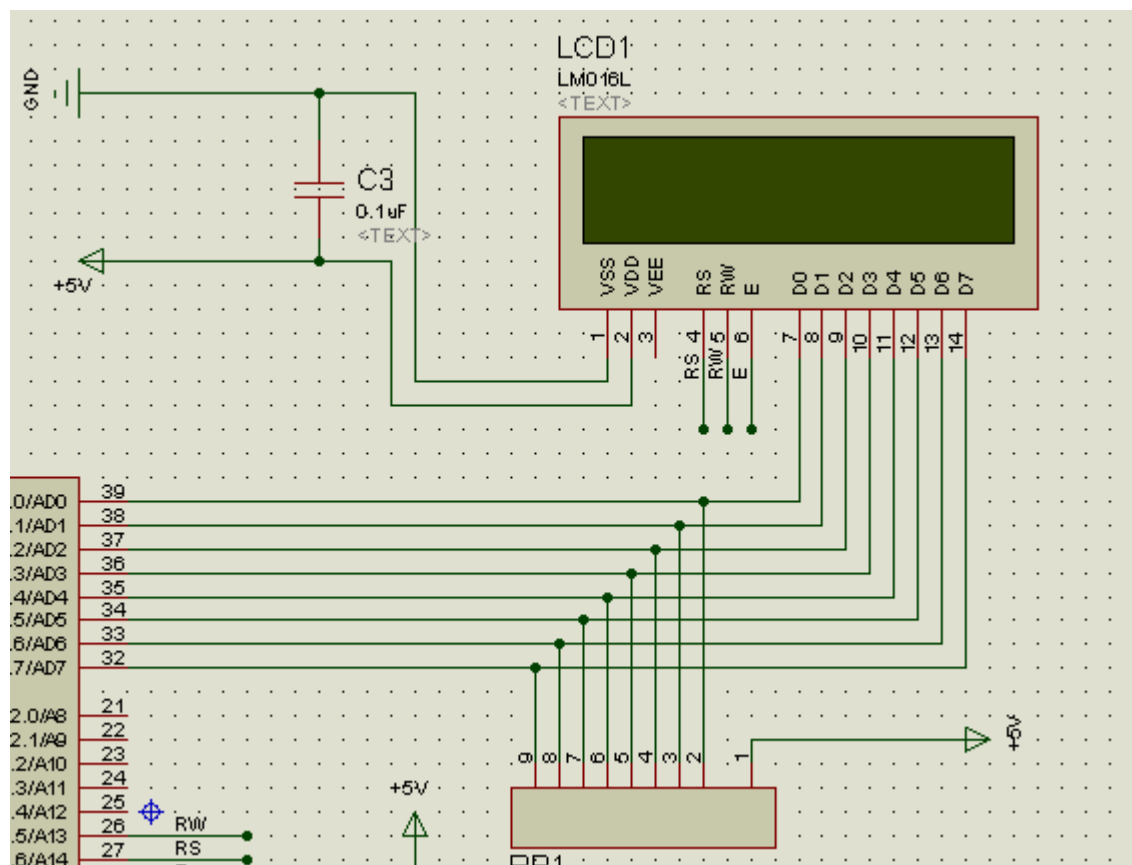 LCD1
LM016L
<TEXT>
GND
C3
0.1uF
<TEXT>
+5V
VSS
VDD
VEE
RS
RW
E
D0
D1
D2
D3
D4
D5
D6
D7
1
2
3
4
5
6
7
8
9
10
11
12
13
14
RS
RW
E
.0/AD0 39
.1/AD1 38
.2/AD2 37
.3/AD3 36
.4/AD4 35
.5/AD5 34
.6/AD6 33
.7/AD7 32
2.0/A8 21
2.1/A9 22
.2/A10 23
.3/A11 24
.4/A12 25
.5/A13 26 RW
.6/A14 27 RS
+5V
9
8
7
6
5
4
3
2
1
+5V